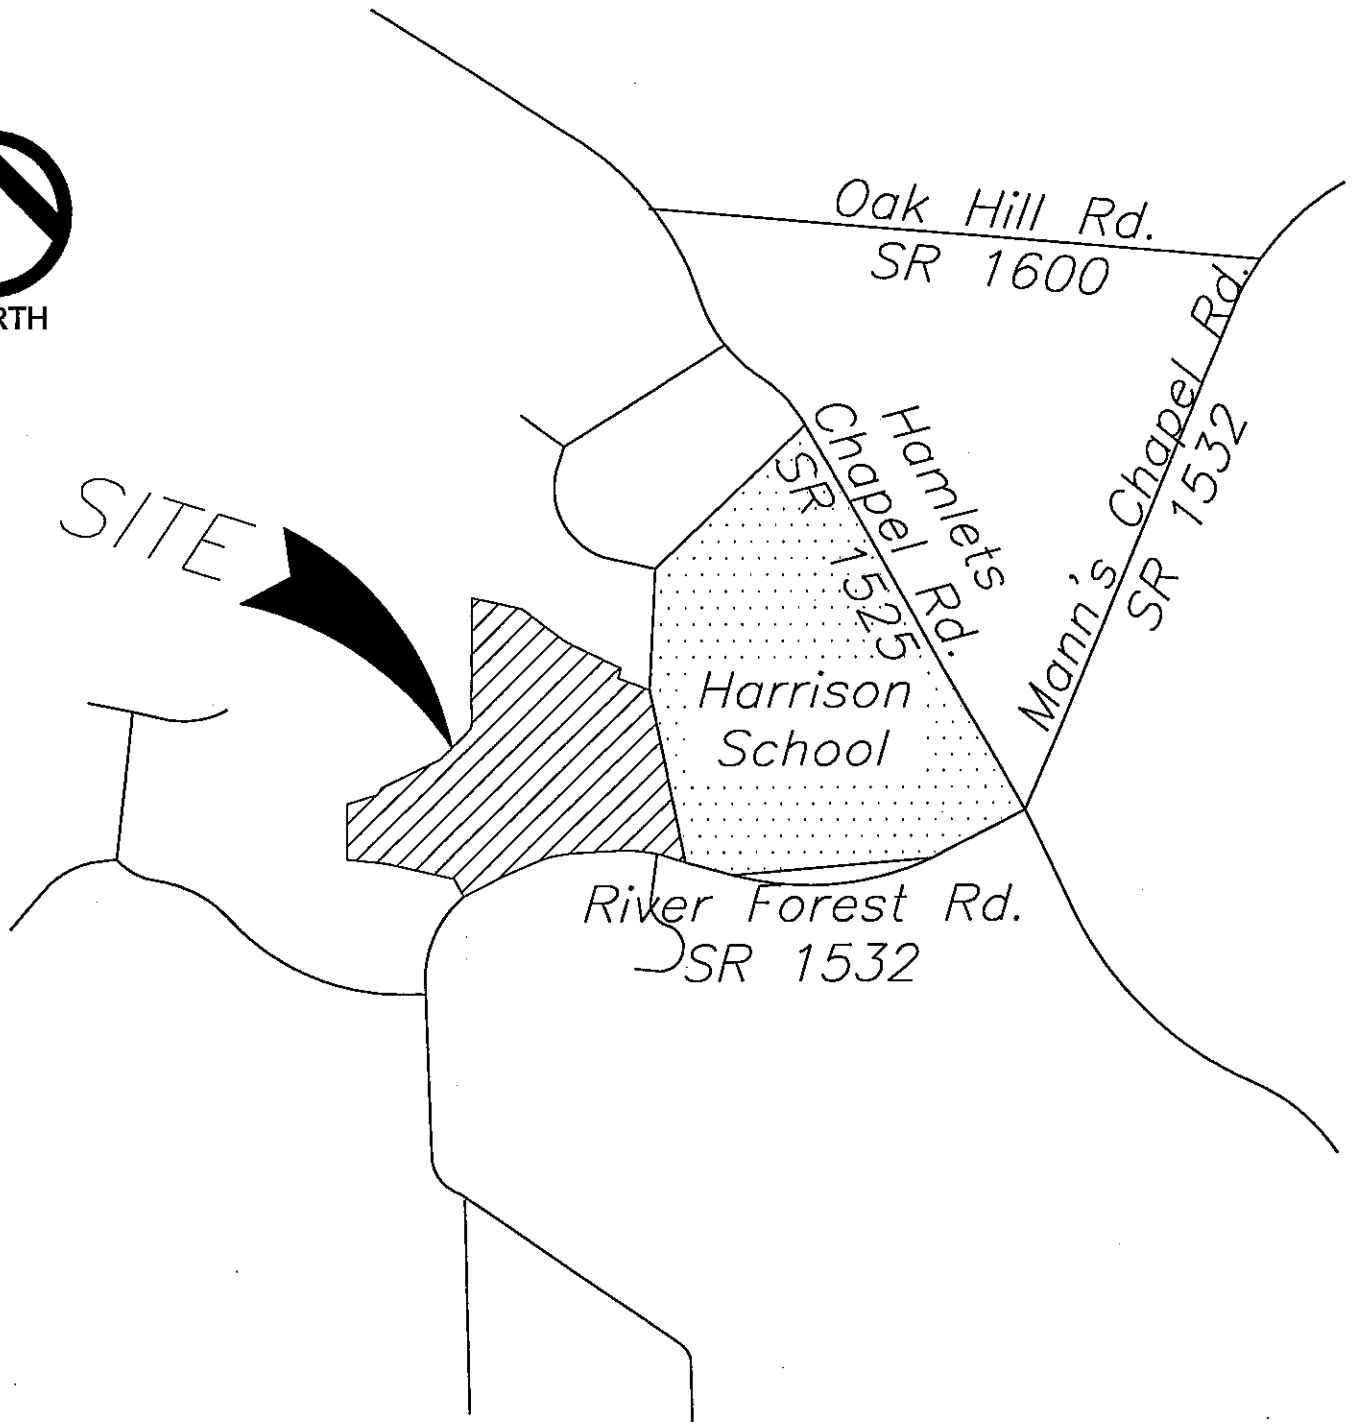 Oak Hill Rd.
SR 1600
RTH
Mann's Chapel Rd.
SR 1532
Hamlets
Chapel Rd.
SR 1525
SITE
Harrison
School
River Forest Rd.
SR 1532